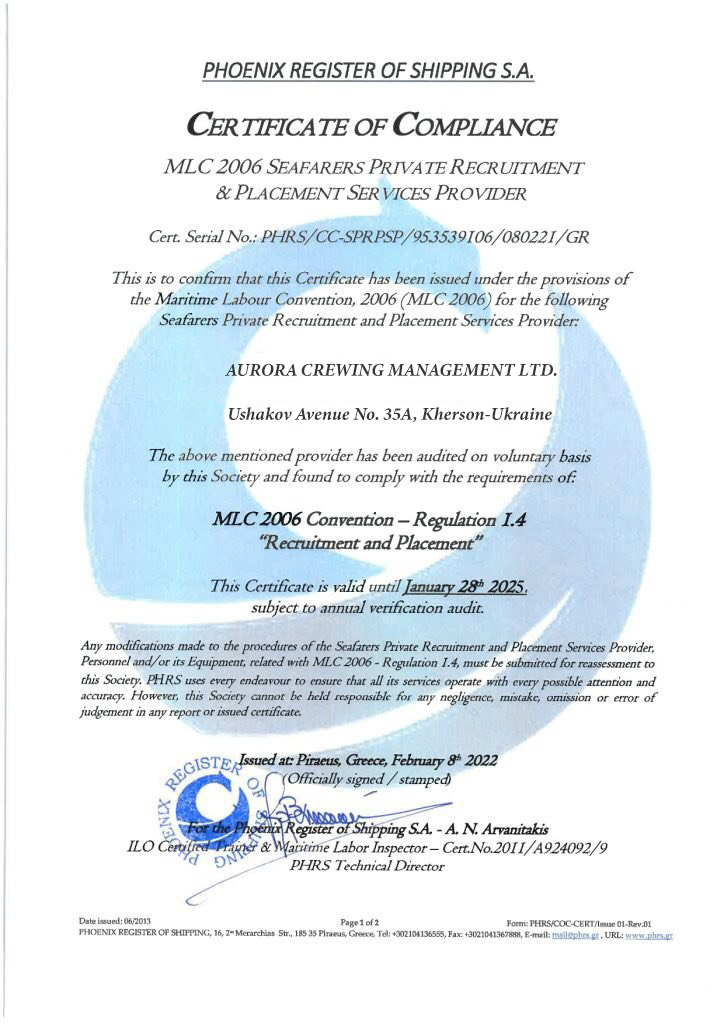 PHOENIX REGISTER OF SHIPPING S.A.
CERTIFICATE OF COMPLIANCE
MLC 2006 SEAFARERS PRIVATE RECRUITMENT
& PLACEMENT SERVICES PROVIDER
Cert. Serial No.: PHRS/CC-SPRPSP/953539106/080221/GR
This is to confirm that this Certificate has been issued under the provisions of
the Maritime Labour Convention, 2006 (MLC 2006) for the following
Seafarers Private Recruitment and Placement Services Provider:
AURORA CREWING MANAGEMENT LTD.
Ushakov Avenue No. 35A, Kherson-Ukraine
The above mentioned provider has been audited on voluntary basis
by this Society and found to comply with the requirements of:
MLC 2006 Convention – Regulation 1.4
"Recruitment and Placement"
This Certificate is valid until January 28th 2025,
subject to annual verification audit.
Any modifications made to the procedures of the Seafarers Private Recruitment and Placement Services Provider,
Personnel and/or its Equipment, related with MLC 2006 - Regulation 1.4, must be submitted for reassessment to
this Society. PHRS uses every endeavour to ensure that all its services operate with every possible attention and
accuracy. However, this Society cannot be held responsible for any negligence, mistake, omission or error of
judgement in any report or issued certificate.
Issued at: Piraeus, Greece, February 8th 2022
(Officially signed / stamped)
PHOENIX REGISTER OF SHIPPING
For the Phoenix Register of Shipping S.A. - A. N. Arvanitakis
ILO Certified Trainer & Maritime Labor Inspector – Cert.No.2011/A924092/9
PHRS Technical Director
Date issued: 06/2013 Page 1 of 2 Form: PHRS/COC-CERT/Issue 01-Rev.01
PHOENIX REGISTER OF SHIPPING, 16, 2nd Merarchias Str., 185 35 Piraeus, Greece, Tel: +302104136555, Fax: +3021041367888, E-mail: mail@phrs.gr , URL: www.phrs.gr